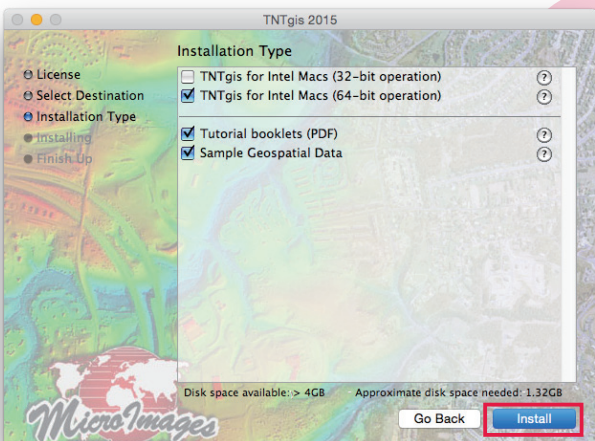 TNTgis 2015
Installation Type
License
Select Destination
Installation Type
Installing
Finish Up
TNTgis for Intel Macs (32-bit operation)
TNTgis for Intel Macs (64-bit operation)
Tutorial booklets (PDF)
Sample Geospatial Data
Disk space available: > 4GB
Approximate disk space needed: 1.32GB
MicroImages
Go Back
Install